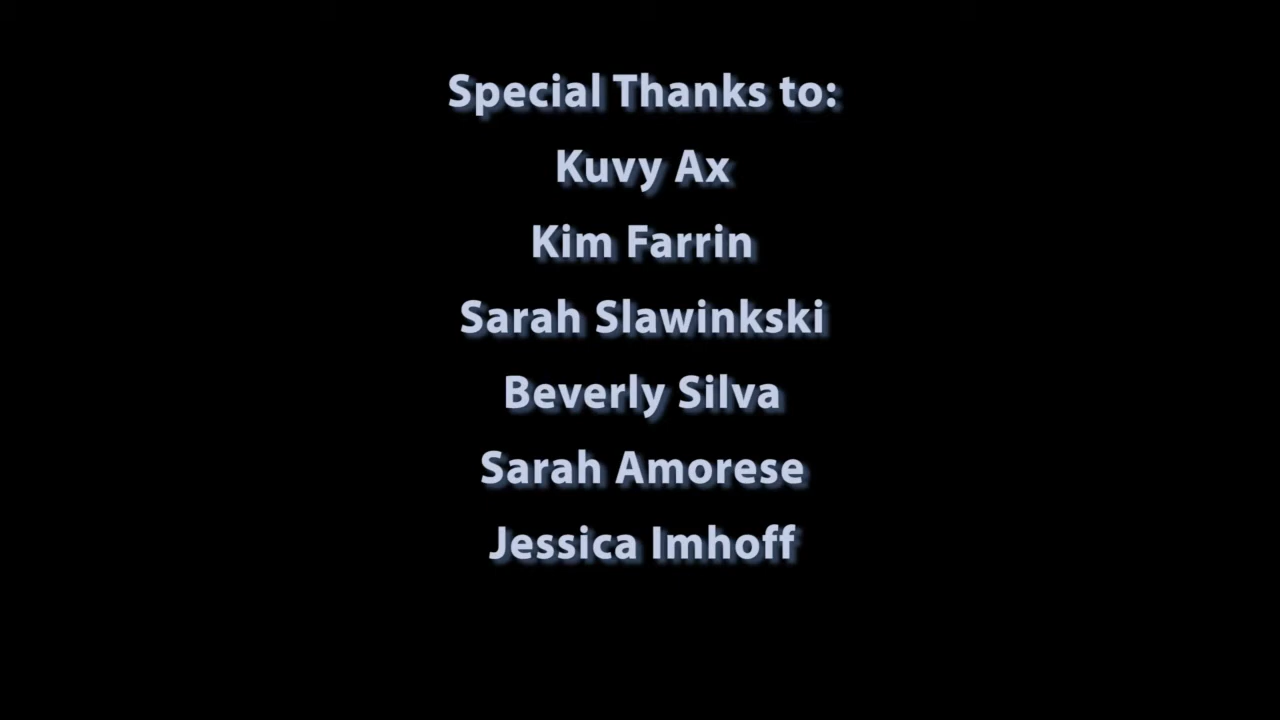 Special Thanks to:
Kuvy Ax
Kim Farrin
Sarah Slawinkski
Beverly Silva
Sarah Amorese
Jessica Imhoff